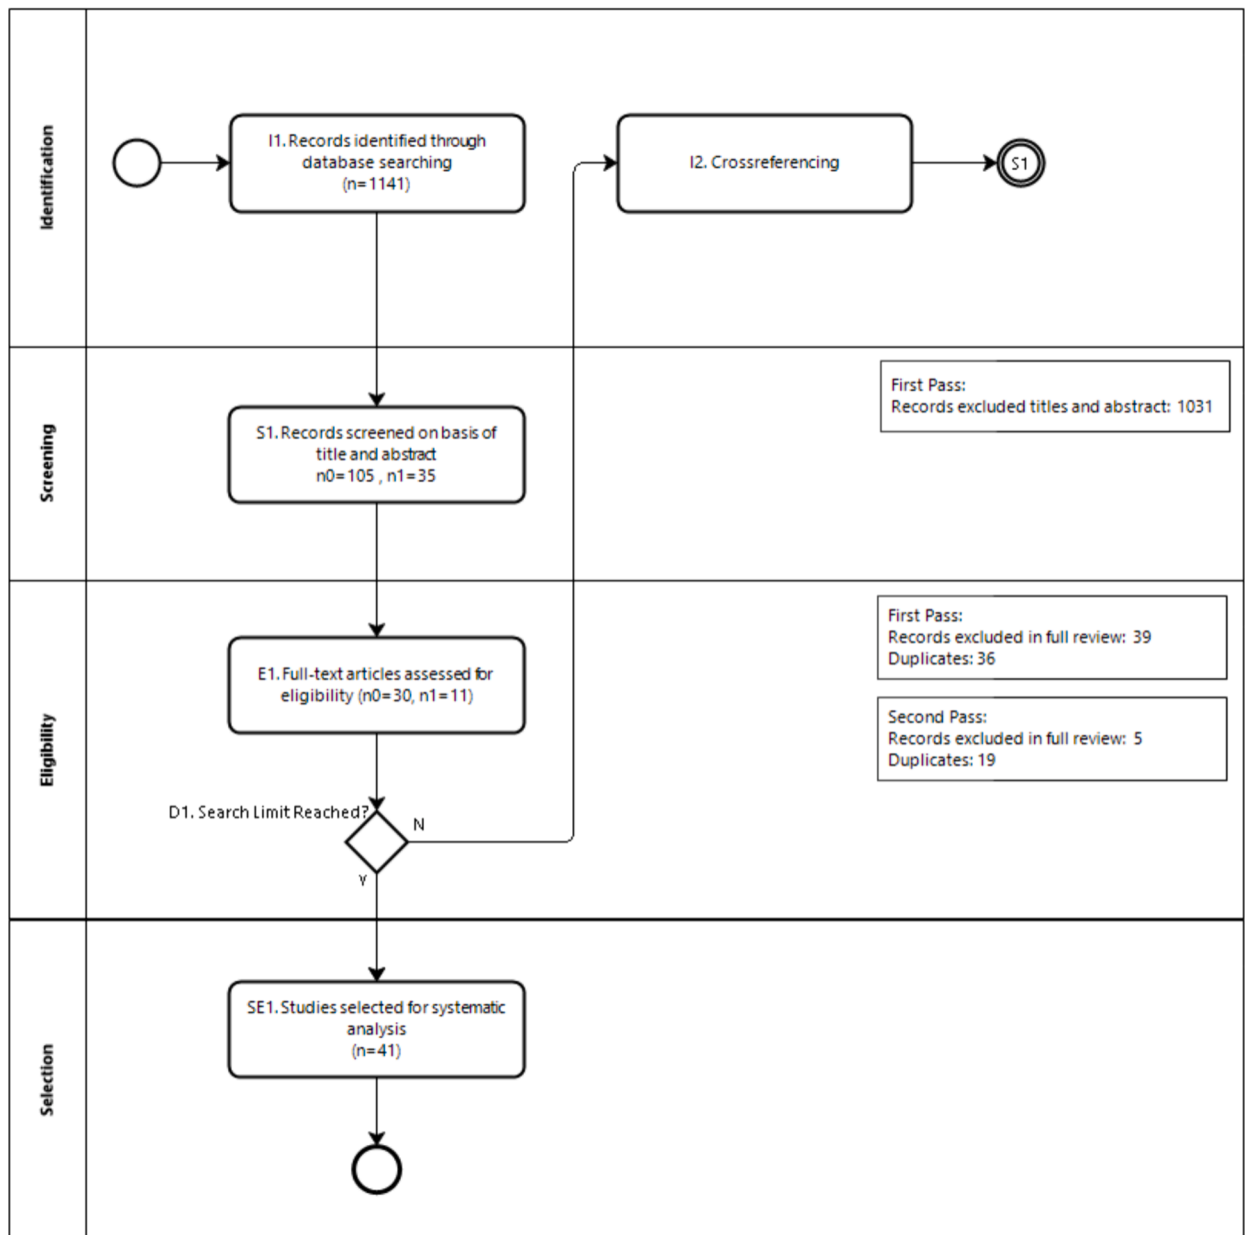 Identification
I1. Records identified through
database searching
(n=1141)
I2. Crossreferencing
S1
Screening
First Pass:
Records excluded titles and abstract: 1031
S1. Records screened on basis of
title and abstract
n0=105 , n1=35
Eligibility
First Pass:
Records excluded in full review: 39
Duplicates: 36
E1. Full-text articles assessed for
eligibility (n0=30, n1=11)
Second Pass:
Records excluded in full review: 5
Duplicates: 19
D1. Search Limit Reached?
N
Y
Selection
SE1. Studies selected for systematic
analysis
(n=41)